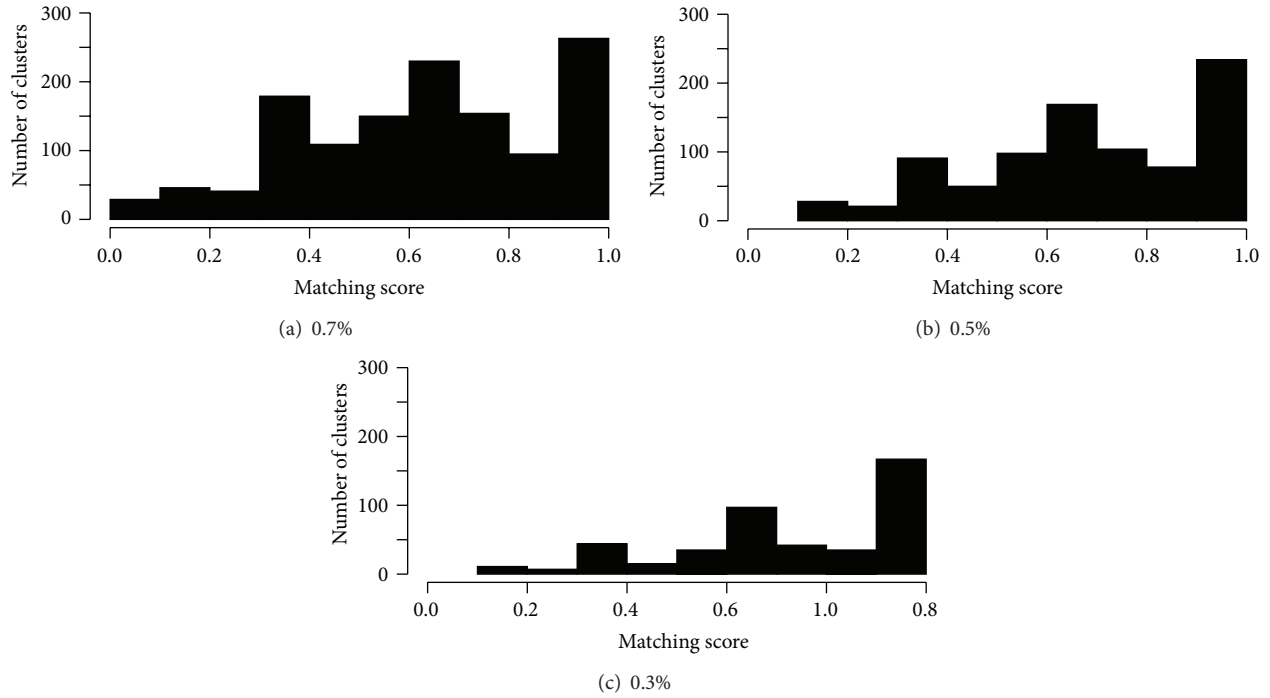 Number of clusters
300
200
100
0
0.0 0.2 0.4 0.6 0.8 1.0
Matching score
(a) 0.7%
Number of clusters
300
200
100
0
0.0 0.2 0.4 0.6 0.8 1.0
Matching score
(b) 0.5%
Number of clusters
300
200
100
0
0.0 0.2 0.4 0.6 1.0 0.8
Matching score
(c) 0.3%